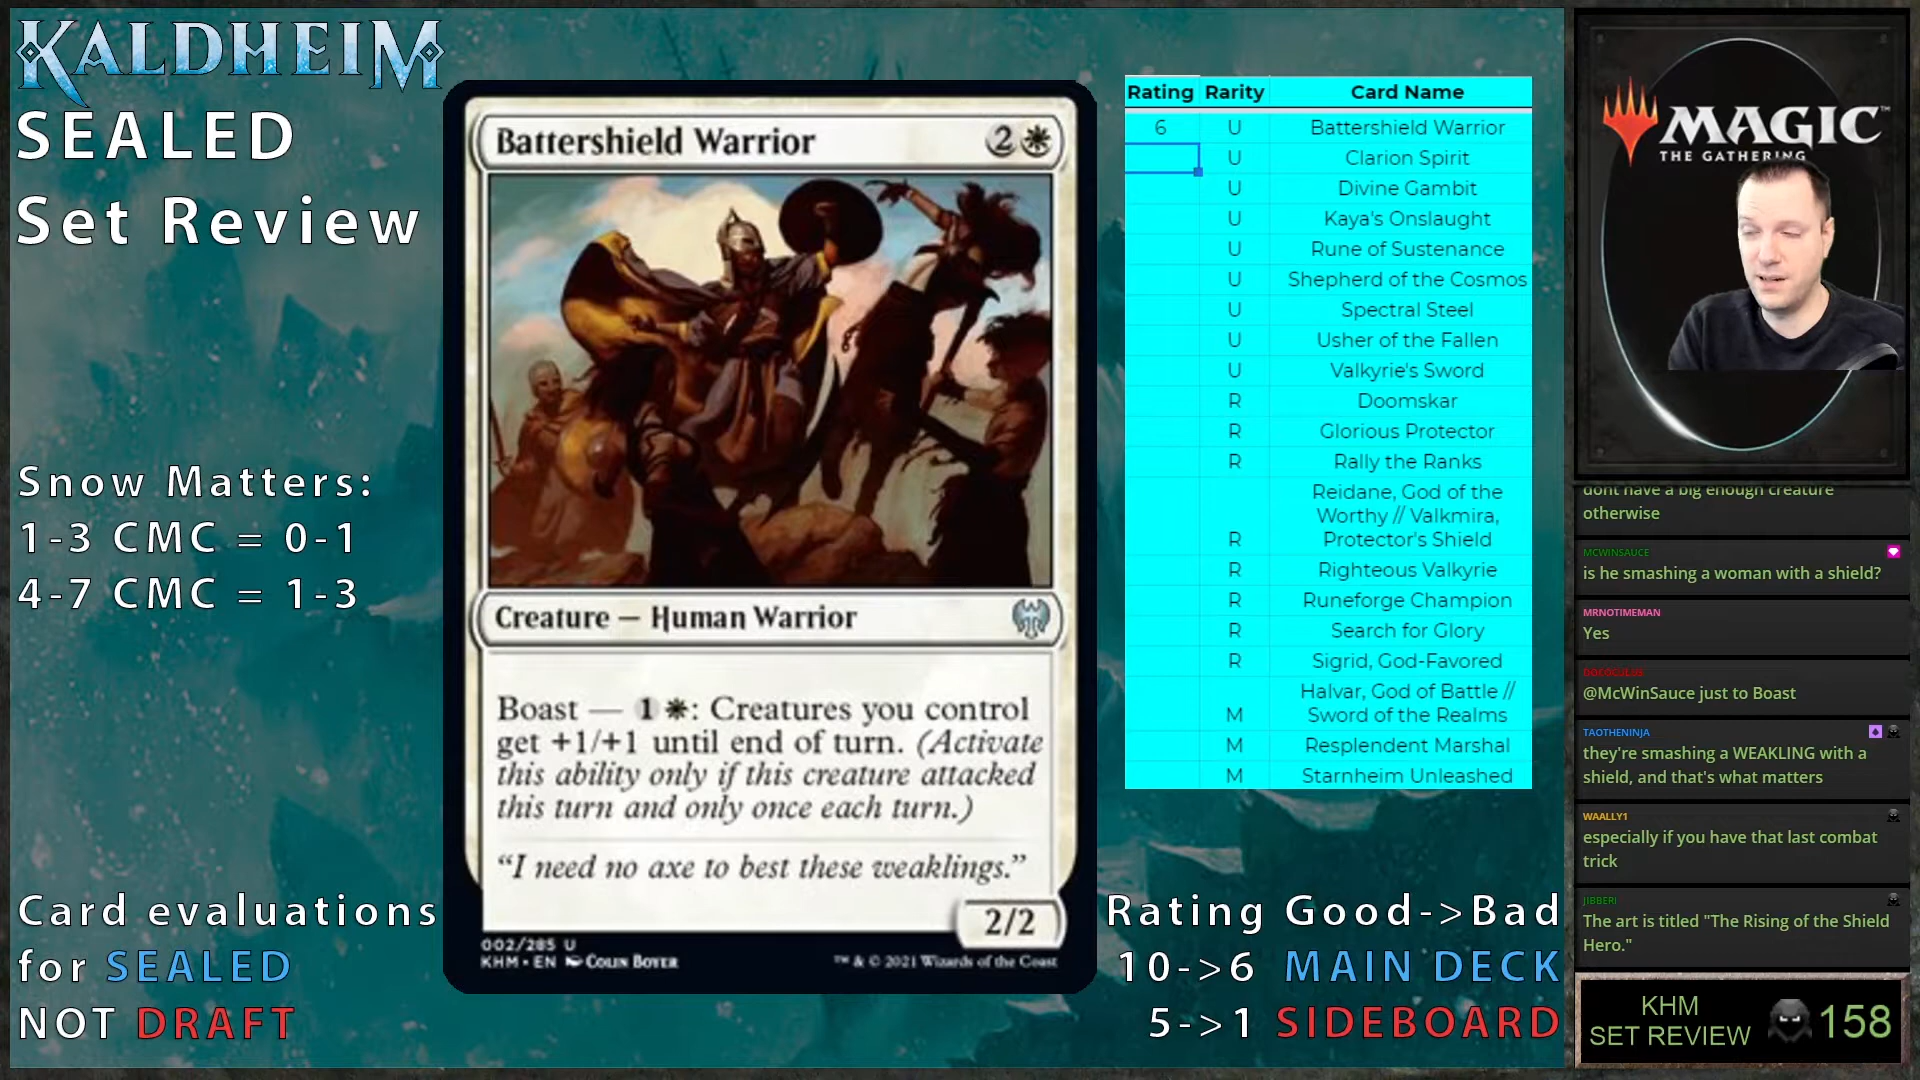 KALDHEIM
SEALED
Set Review
Snow Matters:
1-3 CMC = 0-1
4-7 CMC = 1-3
Card evaluations
for SEALED
NOT DRAFT
Battershield Warrior 2
Creature — Human Warrior
Boast — 1 : Creatures you control
get +1/+1 until end of turn. (Activate
this ability only if this creature attacked
this turn and only once each turn.)
“I need no axe to best these weaklings.”
2/2
002/285 U
KHM • EN Colin Boyer
™ & © 2021 Wizards of the Coast
Rating Rarity Card Name
6 U Battershield Warrior
U Clarion Spirit
U Divine Gambit
U Kaya's Onslaught
U Rune of Sustenance
U Shepherd of the Cosmos
U Spectral Steel
U Usher of the Fallen
U Valkyrie's Sword
R Doomskar
R Glorious Protector
R Rally the Ranks
Reidane, God of the
Worthy // Valkmira,
R Protector's Shield
R Righteous Valkyrie
R Runeforge Champion
R Search for Glory
R Sigrid, God-Favored
Halvar, God of Battle //
M Sword of the Realms
M Resplendent Marshal
M Starnheim Unleashed
Rating Good->Bad
10->6 MAIN DECK
5->1 SIDEBOARD
MAGIC™
THE GATHERING
dont have a big enough creature
otherwise
MCWINSAUCE
is he smashing a woman with a shield?
MRNOTIMEMAN
Yes
@McWinSauce just to Boast
TAOTHENINJA
they're smashing a WEAKLING with a
shield, and that's what matters
WAALLY1
especially if you have that last combat
trick
JIBBERI
The art is titled "The Rising of the Shield
Hero."
KHM
SET REVIEW
158